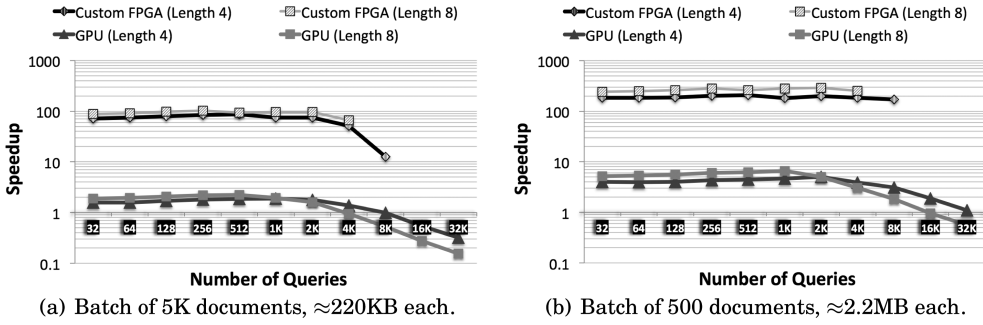 Custom FPGA (Length 4) Custom FPGA (Length 8)
GPU (Length 4) GPU (Length 8)
1000
100
10
1
0.1
Speedup
32 64 128 256 512 1K 2K 4K 8K 16K 32K
Number of Queries
(a) Batch of 5K documents, ≈220KB each.
Custom FPGA (Length 4) Custom FPGA (Length 8)
GPU (Length 4) GPU (Length 8)
1000
100
10
1
0.1
Speedup
32 64 128 256 512 1K 2K 4K 8K 16K 32K
Number of Queries
(b) Batch of 500 documents, ≈2.2MB each.